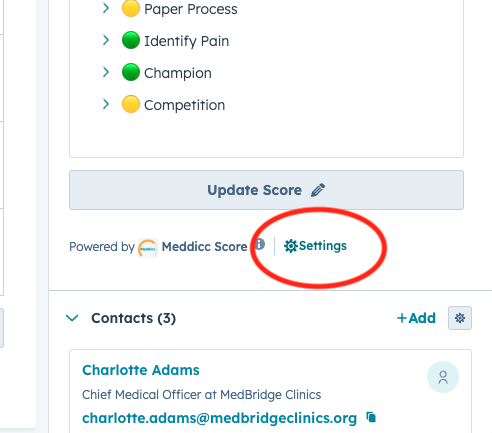 Paper Process
Identify Pain
Champion
Competition
Update Score
Powered by Meddicc Score Settings
Contacts (3) +Add
Charlotte Adams
Chief Medical Officer at MedBridge Clinics
charlotte.adams@medbridgeclinics.org